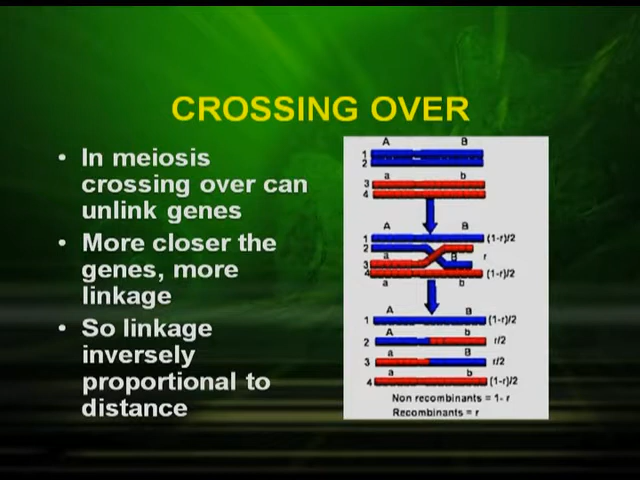 CROSSING OVER
• In meiosis
crossing over can
unlink genes
• More closer the
genes, more
linkage
• So linkage
inversely
proportional to
distance
A B
1
2
a b
3
4
A B
1 (1-r)/2
2
a B r
3
4 (1-r)/2
a b
A B
1 (1-r)/2
A b
2 r/2
a B
3 r/2
a b
4 (1-r)/2
Non recombinants = 1- r
Recombinants = r